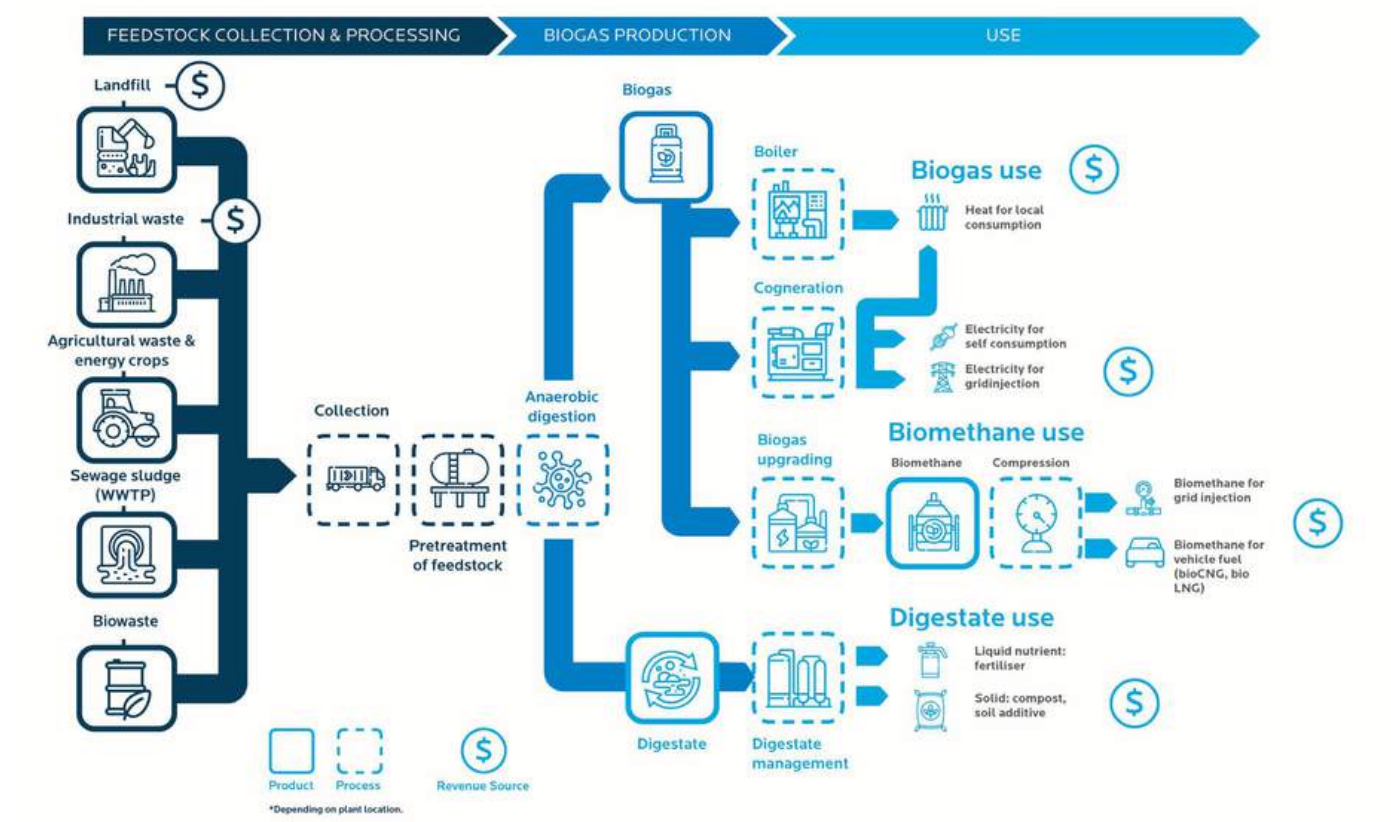 FEEDSTOCK COLLECTION & PROCESSING
BIOGAS PRODUCTION
USE
Landfill
$
Industrial waste
$
Agricultural waste &
energy crops
Sewage sludge
(WWTP)
Biowaste
Collection
Pretreatment
of feedstock
Anaerobic
digestion
Biogas
Boiler
Biogas use
$
Heat for local
consumption
Cogneration
Electricity for
self consumption
Electricity for
gridinjection
$
Biogas
upgrading
Biomethane use
Biomethane
Compression
Biomethane for
grid injection
$
Biomethane for
vehicle fuel
(bioCNG, bio
LNG)
Digestate use
Digestate
Digestate
management
Liquid nutrient:
fertiliser
Solid: compost,
soil additive
$
Product
Process
$
Revenue Source
*Depending on plant location.